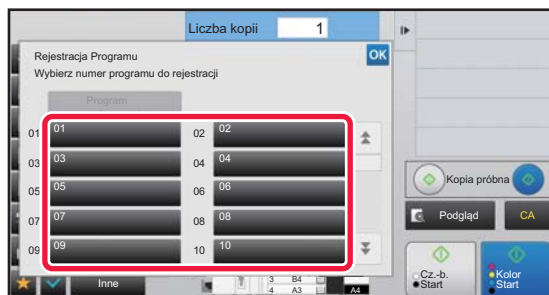 Liczba kopii 1
Rejestracja Programu
OK
Wybierz numer programu do rejestracji
Program
01 01 02 02
03 03 04 04
05 05 06 06
07 07 08 08
09 09 10 10
Kopia próbna
Podgląd CA
Inne
3 B4
4 A3
A4
Cz.-b. Start
Kolor Start